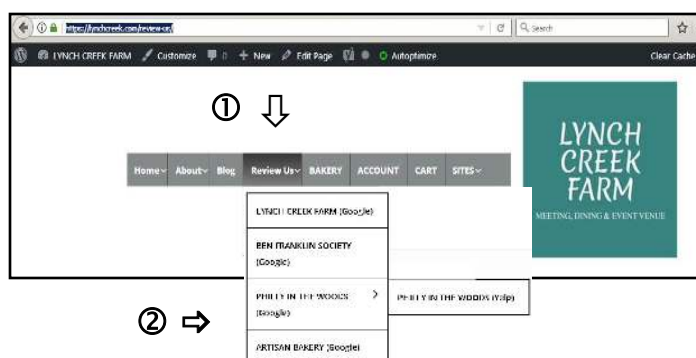 https://lynchcreek.com/review-us/
Search
LYNCH CREEK FARM Customize 0 + New Edit Page Autoptimize Clear Cache
①
LYNCH
CREEK
FARM
MEETING, DINING & EVENT VENUE
Home About Blog Review Us BAKERY ACCOUNT CART SITES
LYNCH CREEK FARM (Google)
BEN FRANKLIN SOCIETY
(Google)
PHILLY IN THE WOODS >
(Google)
PHILLY IN THE WOODS (Yelp)
②
ARTISAN BAKERY (Google)